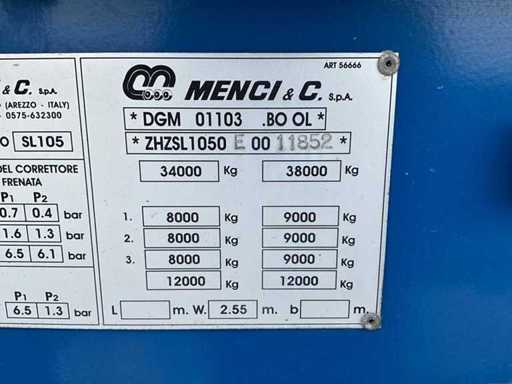 & C. S.p.A.
(AREZZO - ITALY)
0575-632300
O SL105
DEL CORRETTORE
FRENATA
P1 P2
0.7 0.4 bar
1.6 1.3 bar
6.5 6.1 bar
P1 P2
6.5 1.3 bar
ART 56666
MENCI & C. S.p.A.
* DGM 01103 .BO OL *
* ZHZSL1050 E 00 11852 *
34000 Kg 38000 Kg
1. 8000 Kg 9000 Kg
2. 8000 Kg 9000 Kg
3. 8000 Kg 9000 Kg
12000 Kg 12000 Kg
L m. W. 2.55 m. b m.